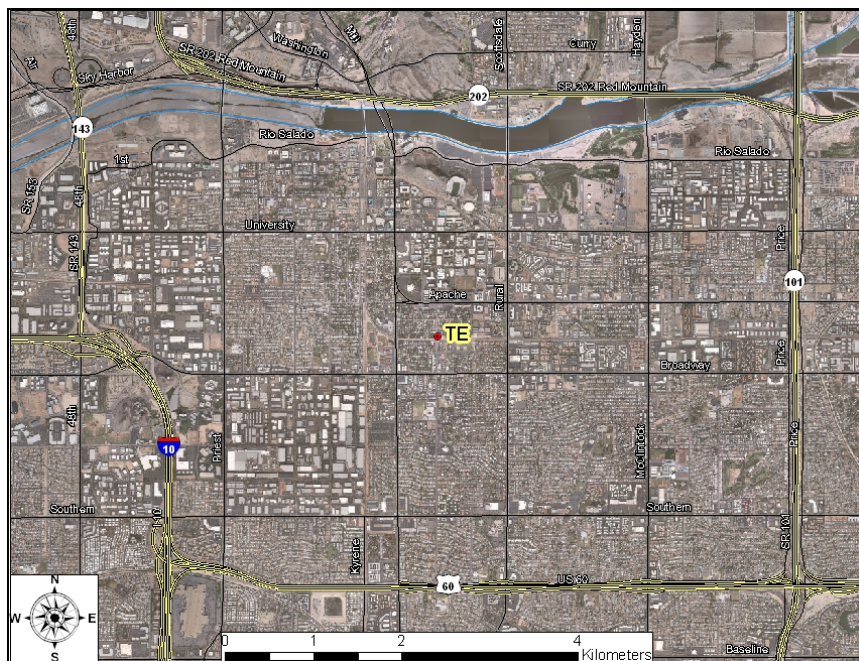 48th
Washington
Mill
Scottsdale
Hayden
Curry
Sky Harbor
SR 202 Red Mountain
SR 202 Red Mountain
202
143
1st
Rio Salado
Rio Salado
SR 153
48th
SR 143
University
Price
101
Apache
Rural
TE
Price
Broadway
48th
10
Priest
McClintock
Price
Southern
I-10
Southern
Kyrene
SR 101
US 60
60
N
W
E
S
0 1 2 4
Kilometers
Baseline